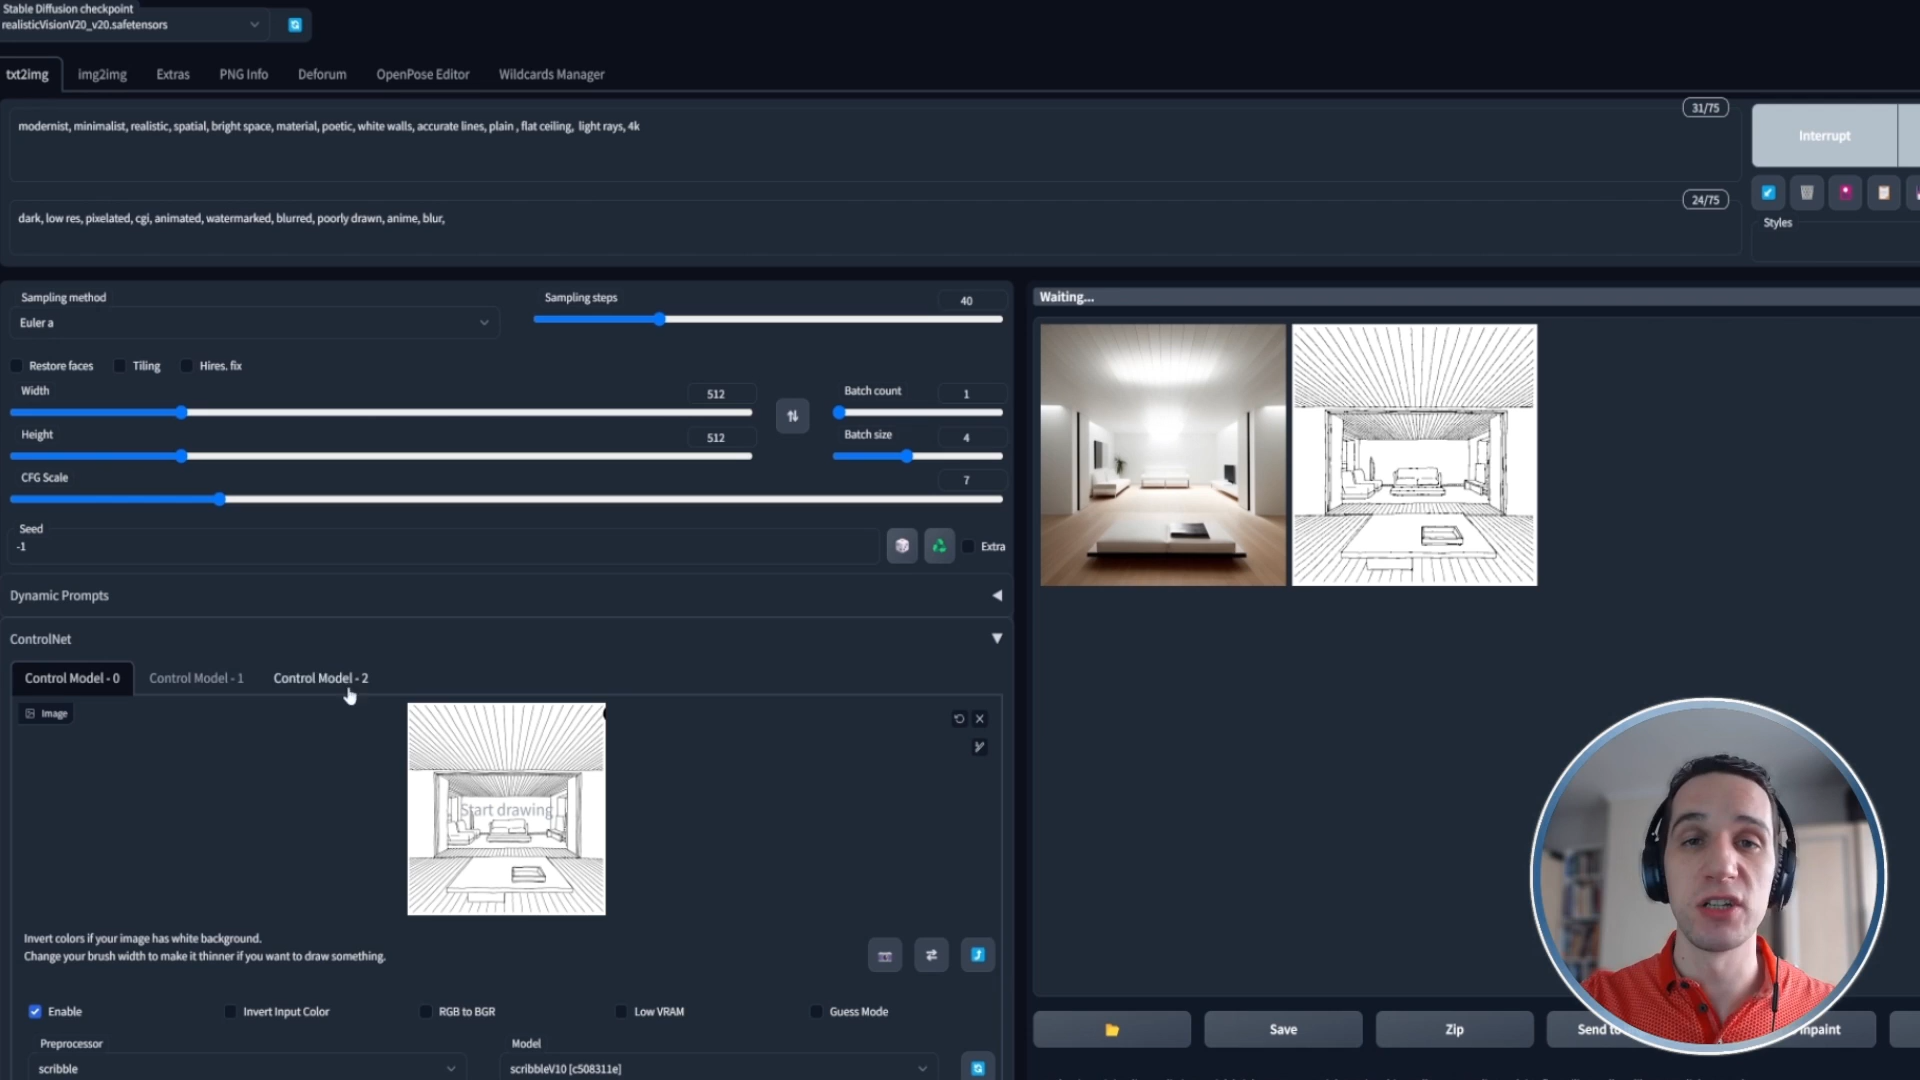 Stable Diffusion checkpoint
realisticVisionV20_v20.safetensors
txt2img
img2img
Extras
PNG Info
Deforum
OpenPose Editor
Wildcards Manager
31/75
modernist, minimalist, realistic, spatial, bright space, material, poetic, white walls, accurate lines, plain , flat ceiling, light rays, 4k
Interrupt
24/75
dark, low res, pixelated, cgi, animated, watermarked, blurred, poorly drawn, anime, blur,
Styles
Sampling method
Euler a
Sampling steps
40
Waiting...
Restore faces
Tiling
Hires. fix
Width
512
Batch count
1
Height
512
Batch size
4
CFG Scale
7
Seed
-1
Extra
Dynamic Prompts
ControlNet
Control Model - 0
Control Model - 1
Control Model - 2
Image
Start drawing
Invert colors if your image has white background.
Change your brush width to make it thinner if you want to draw something.
Enable
Invert Input Color
RGB to BGR
Low VRAM
Guess Mode
Save
Zip
Send to
Preprocessor
scribble
Model
scribbleV10 [c508311e]